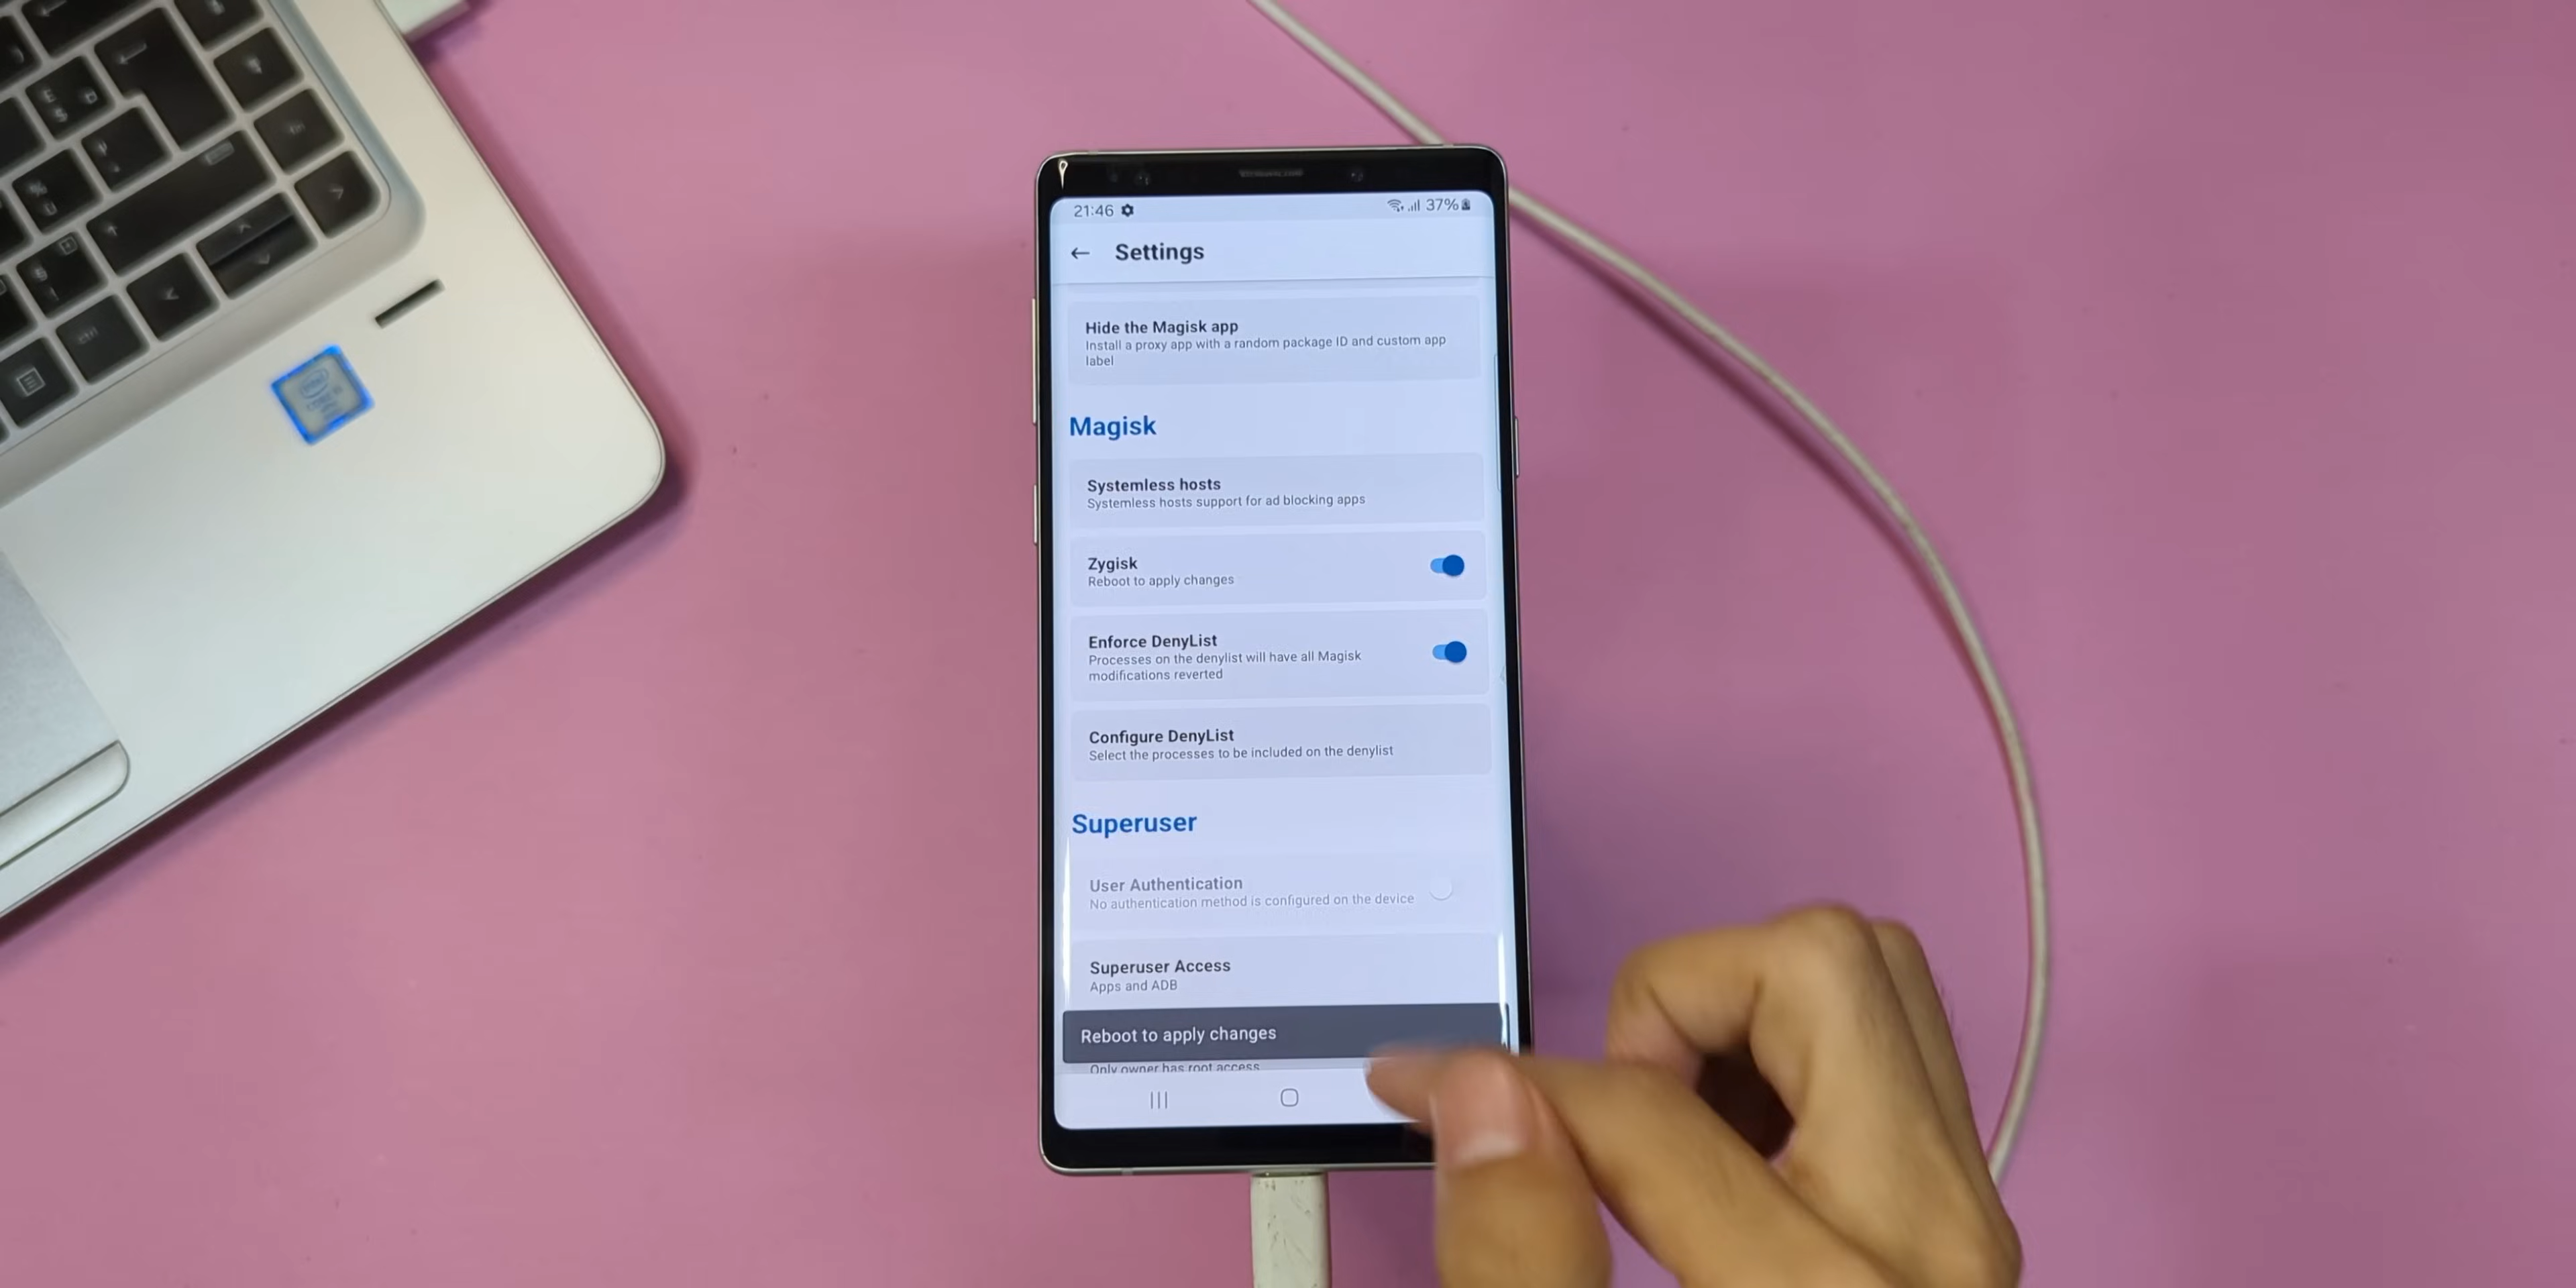 21:46
37%
Settings
Hide the Magisk app
Install a proxy app with a random package ID and custom app
label
Magisk
Systemless hosts
Systemless hosts support for ad blocking apps
Zygisk
Reboot to apply changes
Enforce DenyList
Processes on the denylist will have all Magisk
modifications reverted
Configure DenyList
Select the processes to be included on the denylist
Superuser
User Authentication
No authentication method is configured on the device
Superuser Access
Apps and ADB
Reboot to apply changes
Only owner has root access
ctrl